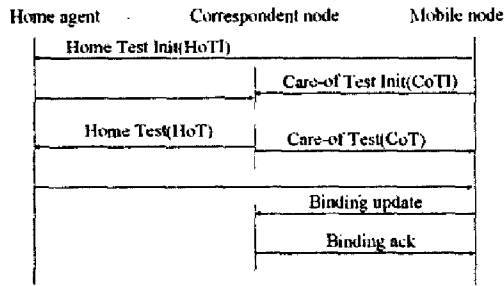 Home agent Correspondent node Mobile node
Home Test Init(HoTI)
Care-of Test Init(CoTI)
Home Test(HoT) Care-of Test(CoT)
Binding update
Binding ack